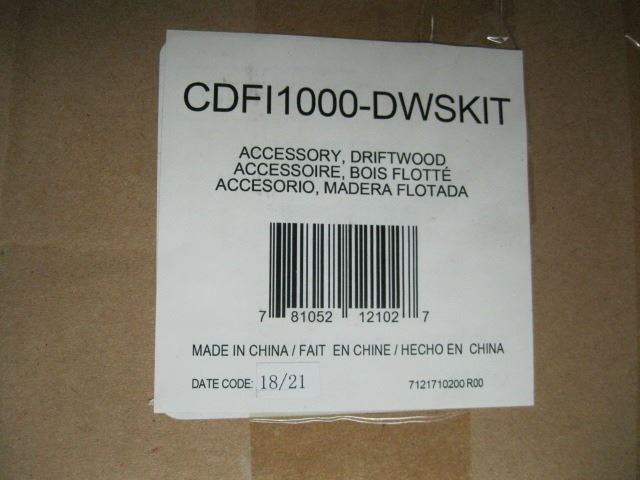 CDFI1000-DWSKIT
ACCESSORY, DRIFTWOOD
ACCESSOIRE, BOIS FLOTTÉ
ACCESORIO, MADERA FLOTADA
7 81052 12102 7
MADE IN CHINA / FAIT EN CHINE / HECHO EN CHINA
DATE CODE: 18/21
7121710200 R00